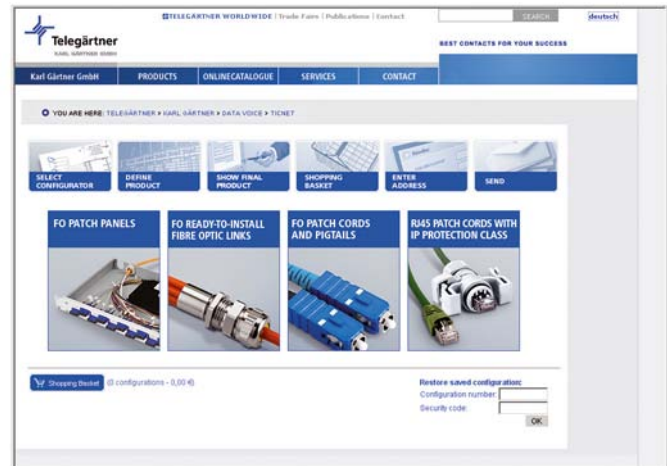 TELEGÄRTNER WORLDWIDE | Trade Fairs | Publications | Contact
SEARCH
deutsch
Telegärtner
KARL GÄRTNER GMBH
BEST CONTACTS FOR YOUR SUCCESS
Karl Gärtner GmbH
PRODUCTS
ONLINECATALOGUE
SERVICES
CONTACT
YOU ARE HERE: TELEGÄRTNER > KARL GÄRTNER > DATA VOICE > TICNET
SELECT
CONFIGURATOR
DEFINE
PRODUCT
SHOW FINAL
PRODUCT
SHOPPING
BASKET
ENTER
ADDRESS
SEND
FO PATCH PANELS
FO READY-TO-INSTALL
FIBRE OPTIC LINKS
FO PATCH CORDS
AND PIGTAILS
RJ45 PATCH CORDS WITH
IP PROTECTION CLASS
Shopping Basket (0 configurations - 0,00 €)
Restore saved configuration:
Configuration number:
Security code:
OK